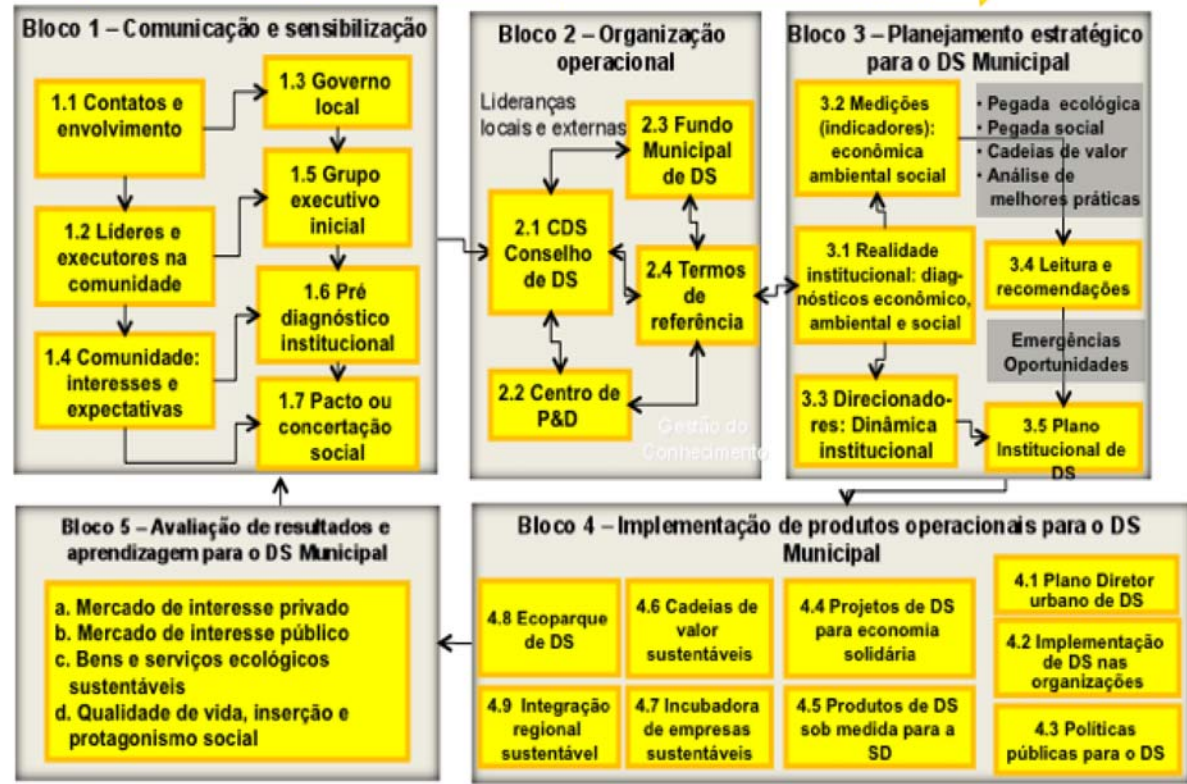 Bloco 1 – Comunicação e sensibilização
1.1 Contatos e
envolvimento
1.2 Líderes e
executores na
comunidade
1.4 Comunidade:
interesses e
expectativas
1.3 Governo
local
1.5 Grupo
executivo
inicial
1.6 Pré
diagnóstico
institucional
1.7 Pacto ou
concertação
social
Bloco 2 – Organização
operacional
Lideranças
locais e externas
2.3 Fundo
Municipal
de DS
2.1 CDS
Conselho
de DS
2.4 Termos
de
referência
2.2 Centro de
P&D
Gestão do
Conhecimento
Bloco 3 – Planejamento estratégico
para o DS Municipal
3.2 Medições
(indicadores):
econômica
ambiental social
• Pegada ecológica
• Pegada social
• Cadeias de valor
• Análise de
melhores práticas
3.1 Realidade
institucional: diag-
nósticos econômico,
ambiental e social
3.4 Leitura e
recomendações
Emergências
Oportunidades
3.3 Direcionado-
res: Dinâmica
institucional
3.5 Plano
Institucional de
DS
Bloco 5 – Avaliação de resultados e
aprendizagem para o DS Municipal
a. Mercado de interesse privado
b. Mercado de interesse público
c. Bens e serviços ecológicos
sustentáveis
d. Qualidade de vida, inserção e
protagonismo social
Bloco 4 – Implementação de produtos operacionais para o DS
Municipal
4.8 Ecoparque
de DS
4.6 Cadeias de
valor
sustentáveis
4.4 Projetos de DS
para economia
solidária
4.1 Plano Diretor
urbano de DS
4.2 Implementação
de DS nas
organizações
4.9 Integração
regional
sustentável
4.7 Incubadora
de empresas
sustentáveis
4.5 Produtos de DS
sob medida para a
SD
4.3 Políticas
públicas para o DS